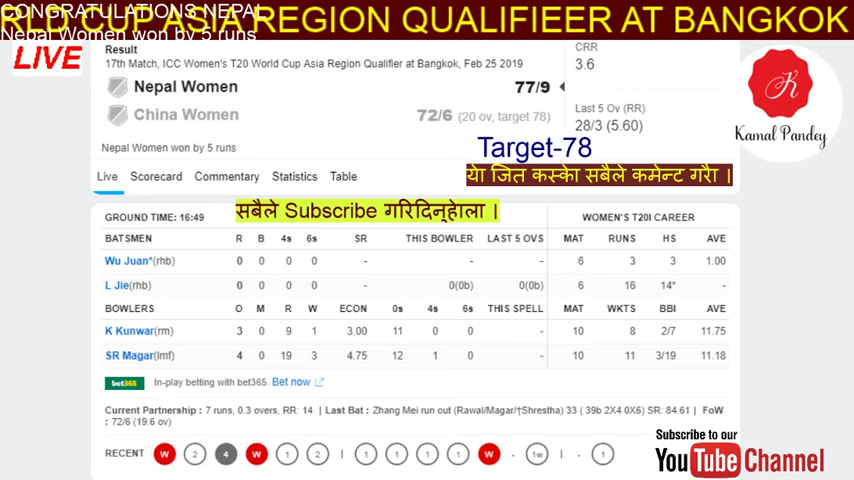 CONGRATULATIONS NEPAL
Nepal Women won by 5 runs
CUP ASIA REGION QUALIFIEER AT BANGKOK
LIVE
Result
17th Match, ICC Women's T20 World Cup Asia Region Qualifier at Bangkok, Feb 25 2019
Nepal Women 77/9
China Women 72/6 (20 ov, target 78)
Nepal Women won by 5 runs
CRR
3.6
Last 5 Ov (RR)
28/3 (5.60)
K
Kamal Pandey
Target-78
यो जित कस्को सबैले कमेन्ट गरौ ।
Live Scorecard Commentary Statistics Table
सबैले Subscribe गरिदिनुहोला ।
GROUND TIME: 16:49 WOMEN'S T20I CAREER
BATSMEN R B 4s 6s SR THIS BOWLER LAST 5 OVS MAT RUNS HS AVE
Wu Juan*(rhb) 0 0 0 0 - - - 6 3 3 1.00
L Jie(rhb) 0 0 0 0 - 0(0b) 0(0b) 6 16 14* -
BOWLERS O M R W ECON 0s 4s 6s THIS SPELL MAT WKTS BBI AVE
K Kunwar(rm) 3 0 9 1 3.00 11 0 0 - 10 8 2/7 11.75
SR Magar(lmf) 4 0 19 3 4.75 12 1 0 - 10 11 3/19 11.18
bet365 In-play betting with bet365. Bet now
Current Partnership : 7 runs, 0.3 overs, RR: 14 | Last Bat : Zhang Mei run out (Rawal/Magar/†Shrestha) 33 ( 39b 2X4 0X6) SR: 84.61 | FoW
: 72/6 (19.6 ov)
RECENT W 2 4 W 1 2 | 1 1 1 1 W . 1w | . 1
Subscribe to our
YouTube Channel